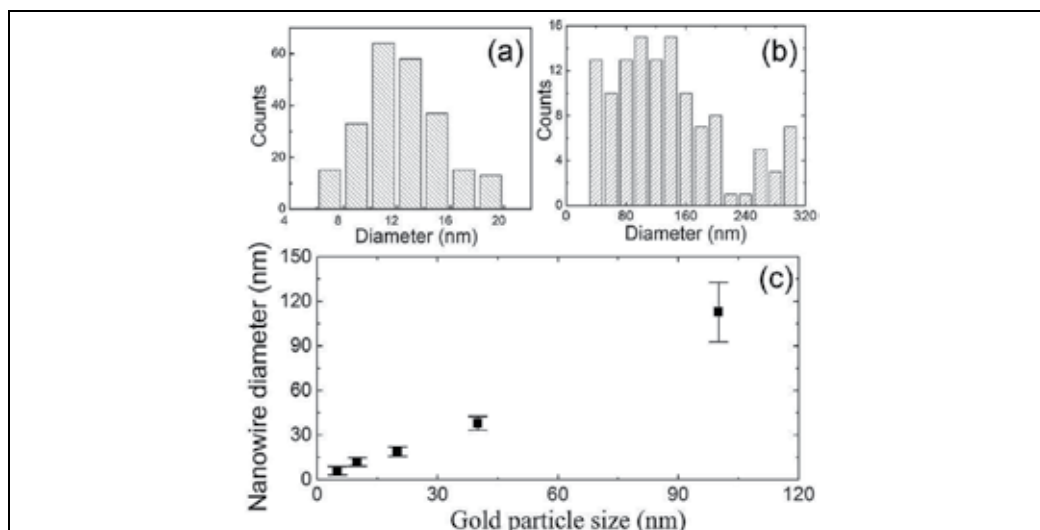 (a)
Counts
60
40
20
0
4 8 12 16 20
Diameter (nm)
(b)
Counts
16
12
8
4
0
0 80 160 240 320
Diameter (nm)
(c)
Nanowire diameter (nm)
150
120
90
60
30
0
0 30 60 90 120
Gold particle size (nm)